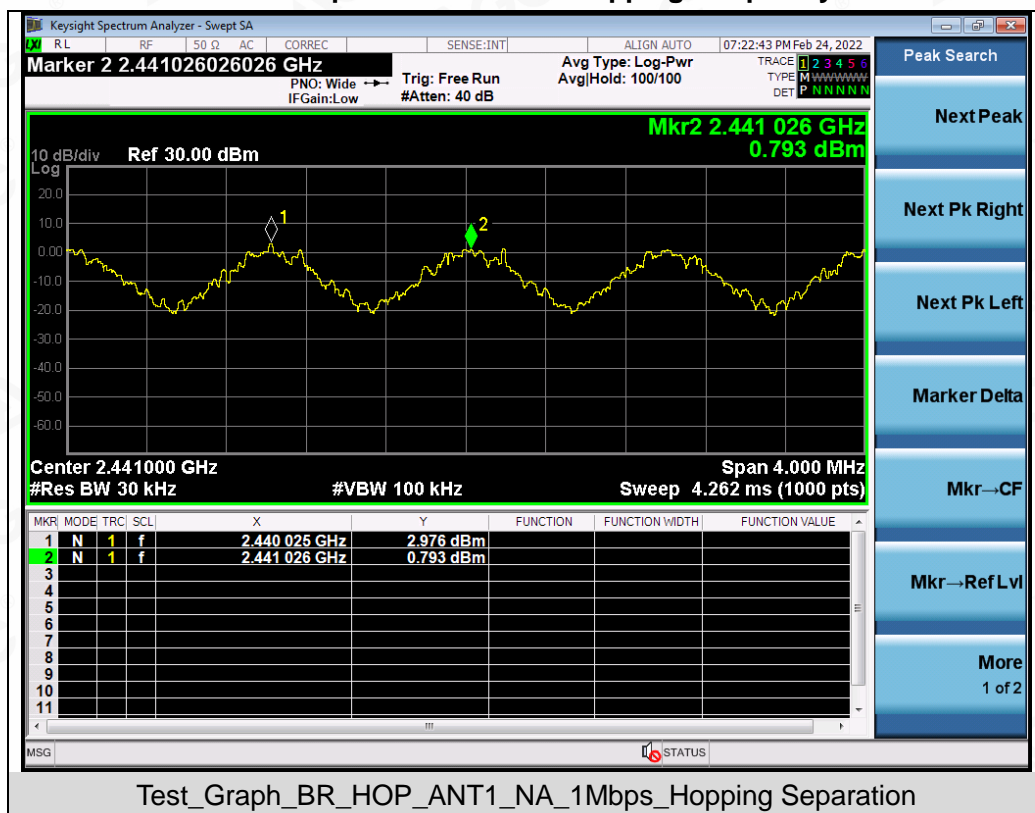 Keysight Spectrum Analyzer - Swept SA
LXI RL RF 50 Ω AC CORREC SENSE:INT ALIGN AUTO 07:22:43 PM Feb 24, 2022
Marker 2 2.441026026026 GHz
PNO: Wide
IFGain:Low
Trig: Free Run
#Atten: 40 dB
Avg Type: Log-Pwr
Avg|Hold: 100/100
TRACE 1 2 3 4 5 6
TYPE M WWWWW
DET P N N N N N
Mkr2 2.441 026 GHz
0.793 dBm
10 dB/div Ref 30.00 dBm
Log
20.0
10.0
0.00
-10.0
-20.0
-30.0
-40.0
-50.0
-60.0
1
2
Center 2.441000 GHz Span 4.000 MHz
#Res BW 30 kHz #VBW 100 kHz Sweep 4.262 ms (1000 pts)
MKR MODE TRC SCL X Y FUNCTION FUNCTION WIDTH FUNCTION VALUE
1 N 1 f 2.440 025 GHz 2.976 dBm
2 N 1 f 2.441 026 GHz 0.793 dBm
3
4
5
6
7
8
9
10
11
MSG STATUS
Peak Search
Next Peak
Next Pk Right
Next Pk Left
Marker Delta
Mkr→CF
Mkr→Ref Lvl
More
1 of 2
Test_Graph_BR_HOP_ANT1_NA_1Mbps_Hopping Separation